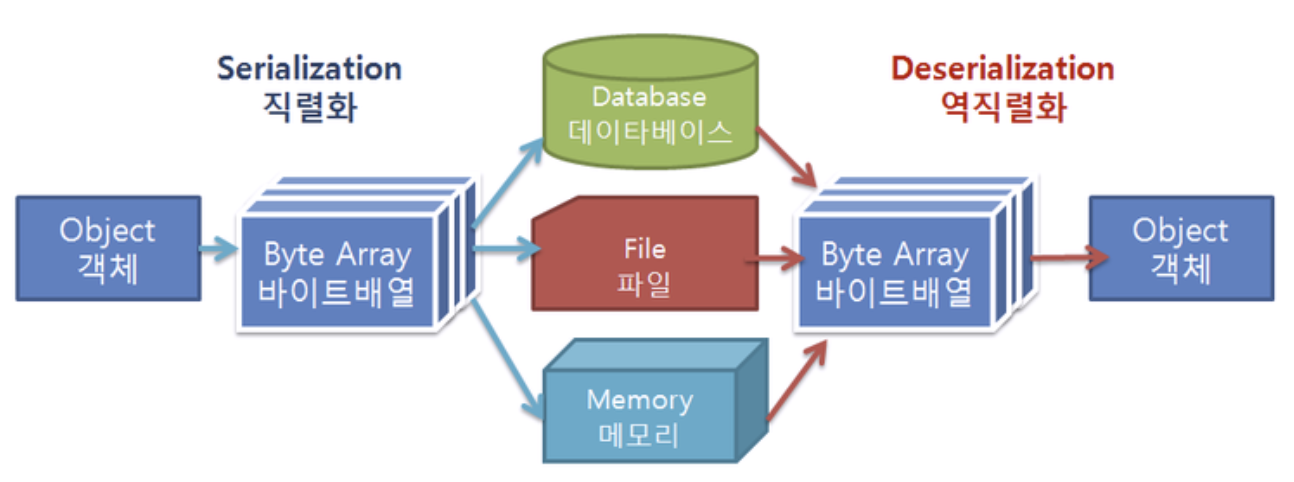 Serialization
직렬화
Database
데이타베이스
Deserialization
역직렬화
Object
객체
Byte Array
바이트배열
File
파일
Byte Array
바이트배열
Object
객체
Memory
메모리